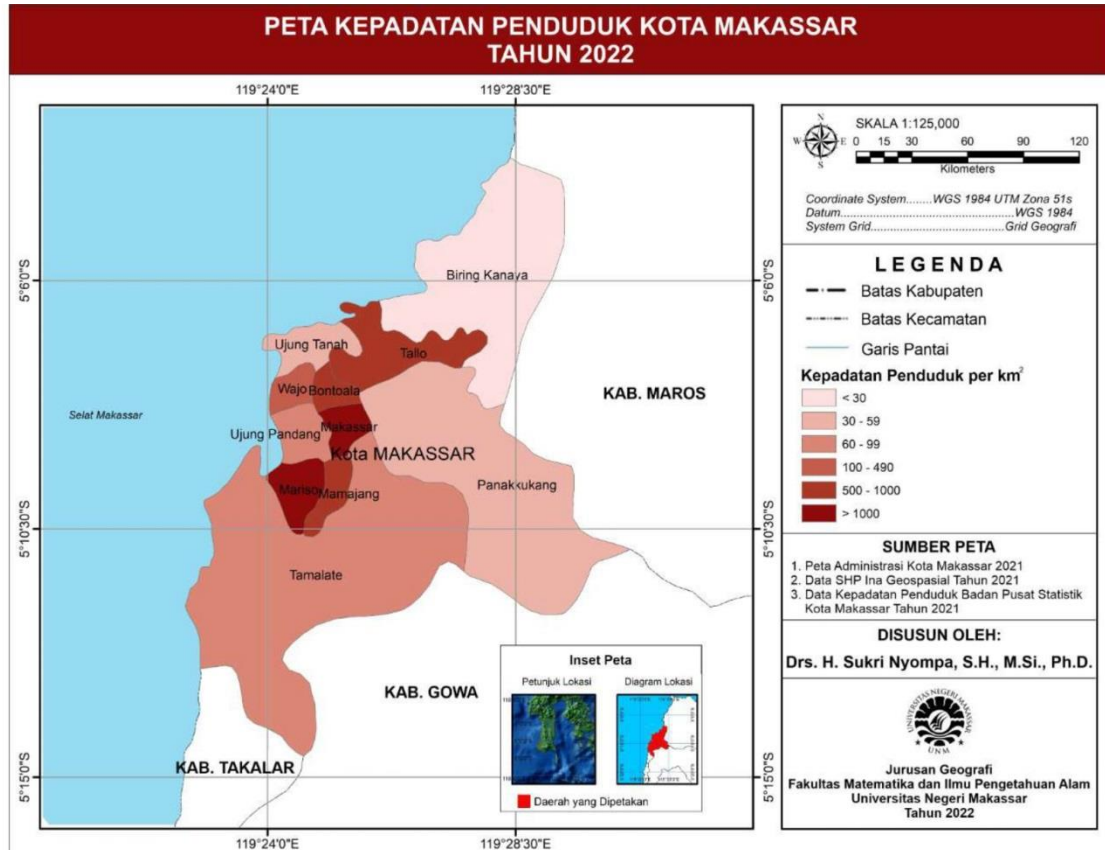 PETA KEPADATAN PENDUDUK KOTA MAKASSAR
TAHUN 2022
119°24'0"E
119°28'30"E
5°6'0"S
5°6'0"S
5°10'30"S
5°10'30"S
5°15'0"S
5°15'0"S
Biring Kanaya
Ujung Tanah
Tallo
Wajo
Bontoala
Selat Makassar
Ujung Pandang
Makassar
Kota MAKASSAR
KAB. MAROS
Mariso
Mamajang
Panakkukang
Tamalate
KAB. GOWA
KAB. TAKALAR
Inset Peta
Petunjuk Lokasi
Diagram Lokasi
Daerah yang Dipetakan
119°24'0"E
119°28'30"E
N
W
E
S
SKALA 1:125,000
0 15 30 60 90 120
Kilometers
Coordinate System........WGS 1984 UTM Zona 51s
Datum.....................................................WGS 1984
System Grid.............................................Grid Geografi
LEGENDA
Batas Kabupaten
Batas Kecamatan
Garis Pantai
Kepadatan Penduduk per km²
< 30
30 - 59
60 - 99
100 - 490
500 - 1000
> 1000
SUMBER PETA
1. Peta Administrasi Kota Makassar 2021
2. Data SHP Ina Geospasial Tahun 2021
3. Data Kepadatan Penduduk Badan Pusat Statistik
Kota Makassar Tahun 2021
DISUSUN OLEH:
Drs. H. Sukri Nyompa, S.H., M.Si., Ph.D.
UNIVERSITAS NEGERI MAKASSAR
UNM
Jurusan Geografi
Fakultas Matematika dan Ilmu Pengetahuan Alam
Universitas Negeri Makassar
Tahun 2022